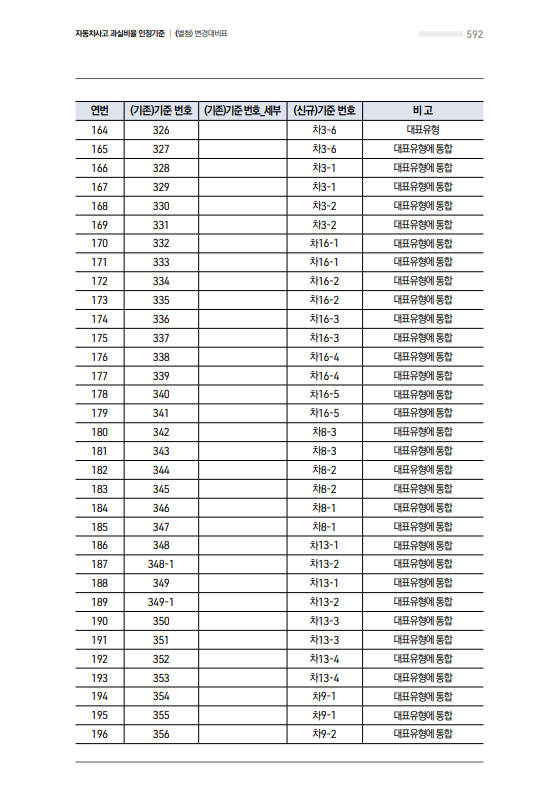 자동차사고 과실비율 인정기준 | (별첨) 변경대비표 592
연번 (기존)기준 번호 (기존)기준 번호_세부 (신규)기준 번호 비 고
164 326 차3-6 대표유형
165 327 차3-6 대표유형에 통합
166 328 차3-1 대표유형에 통합
167 329 차3-1 대표유형에 통합
168 330 차3-2 대표유형에 통합
169 331 차3-2 대표유형에 통합
170 332 차16-1 대표유형에 통합
171 333 차16-1 대표유형에 통합
172 334 차16-2 대표유형에 통합
173 335 차16-2 대표유형에 통합
174 336 차16-3 대표유형에 통합
175 337 차16-3 대표유형에 통합
176 338 차16-4 대표유형에 통합
177 339 차16-4 대표유형에 통합
178 340 차16-5 대표유형에 통합
179 341 차16-5 대표유형에 통합
180 342 차8-3 대표유형에 통합
181 343 차8-3 대표유형에 통합
182 344 차8-2 대표유형에 통합
183 345 차8-2 대표유형에 통합
184 346 차8-1 대표유형에 통합
185 347 차8-1 대표유형에 통합
186 348 차13-1 대표유형에 통합
187 348-1 차13-2 대표유형에 통합
188 349 차13-1 대표유형에 통합
189 349-1 차13-2 대표유형에 통합
190 350 차13-3 대표유형에 통합
191 351 차13-3 대표유형에 통합
192 352 차13-4 대표유형에 통합
193 353 차13-4 대표유형에 통합
194 354 차9-1 대표유형에 통합
195 355 차9-1 대표유형에 통합
196 356 차9-2 대표유형에 통합